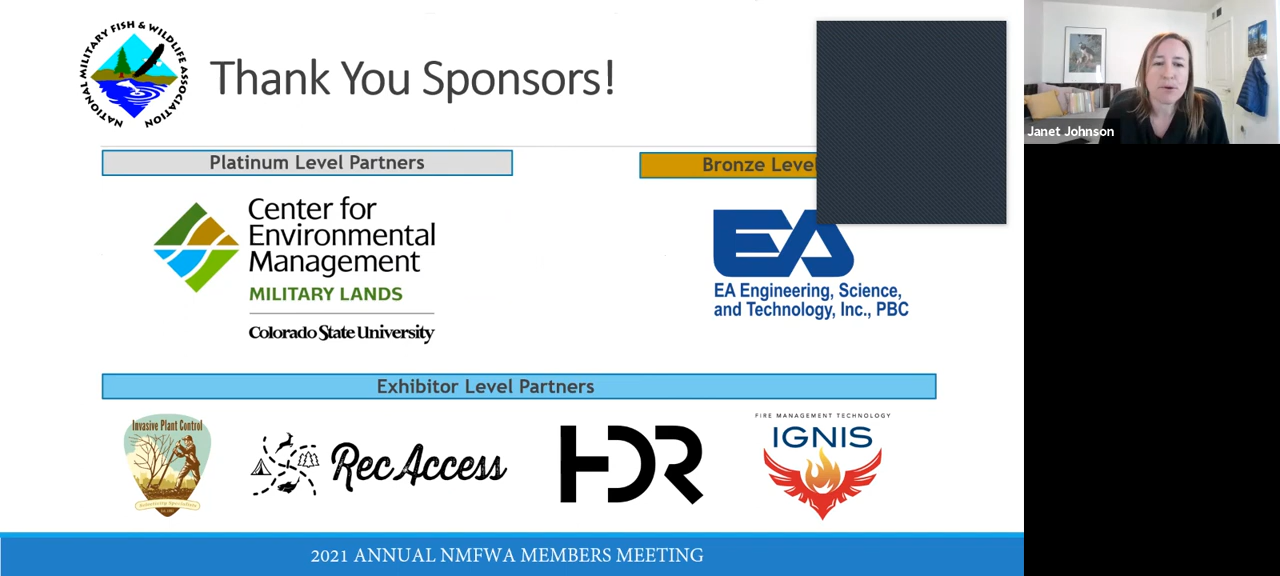 NATIONAL MILITARY FISH & WILDLIFE ASSOCIATION
Thank You Sponsors!
Janet Johnson
Platinum Level Partners
Bronze Level
Center for
Environmental
Management
MILITARY LANDS
Colorado State University
EA
EA Engineering, Science,
and Technology, Inc., PBC
Exhibitor Level Partners
Invasive Plant Control
RecAccess
HDR
FIRE MANAGEMENT TECHNOLOGY
IGNIS
2021 ANNUAL NMFWA MEMBERS MEETING